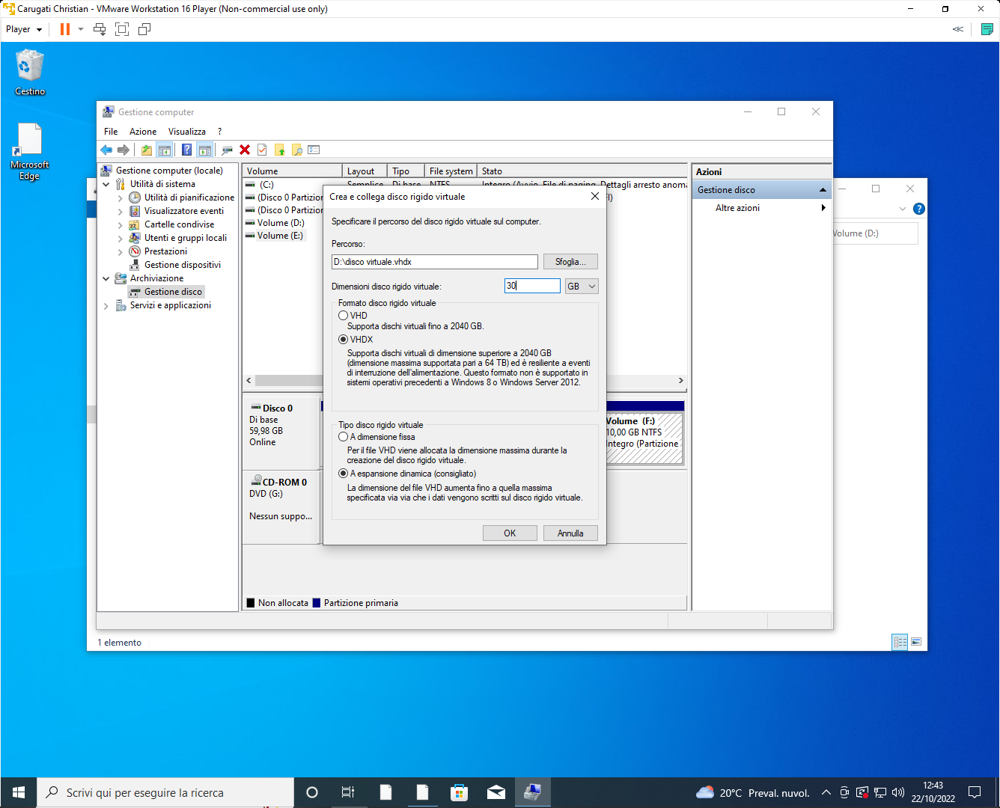 Carugati Christian - VMware Workstation 16 Player (Non-commercial use only)
Player
Cestino
Microsoft
Edge
Gestione computer
File Azione Visualizza ?
Gestione computer (locale)
Utilità di sistema
Utilità di pianificazione
Visualizzatore eventi
Cartelle condivise
Utenti e gruppi locali
Prestazioni
Gestione dispositivi
Archiviazione
Gestione disco
Servizi e applicazioni
Volume Layout Tipo File system Stato
(C:) Semplice Di base NTFS Integro (Avvio, File di paging, Dettagli arresto anoma
(Disco 0 Partizior
(Disco 0 Partizior
Volume (D:)
Volume (E:)
Azioni
Gestione disco
Altre azioni
Volume (D:)
Crea e collega disco rigido virtuale
Specificare il percorso del disco rigido virtuale sul computer.
Percorso:
D:\disco virtuale.vhdx
Sfoglia...
Dimensioni disco rigido virtuale: 30 GB
Formato disco rigido virtuale
VHD
Supporta dischi virtuali fino a 2040 GB.
VHDX
Supporta dischi virtuali di dimensione superiore a 2040 GB
(dimensione massima supportata pari a 64 TB) ed è resiliente a eventi
di interruzione dell'alimentazione. Questo formato non è supportato in
sistemi operativi precedenti a Windows 8 o Windows Server 2012.
Tipo disco rigido virtuale
A dimensione fissa
Per il file VHD viene allocata la dimensione massima durante la
creazione del disco rigido virtuale.
A espansione dinamica (consigliato)
La dimensione del file VHD aumenta fino a quella massima
specificata via via che i dati vengono scritti sul disco rigido virtuale.
OK Annulla
Disco 0
Di base
59,98 GB
Online
Volume (F:)
10,00 GB NTFS
Integro (Partizione
CD-ROM 0
DVD (G:)
Nessun suppo...
Non allocata Partizione primaria
1 elemento
Scrivi qui per eseguire la ricerca
20°C Preval. nuvol.
12:43
22/10/2022